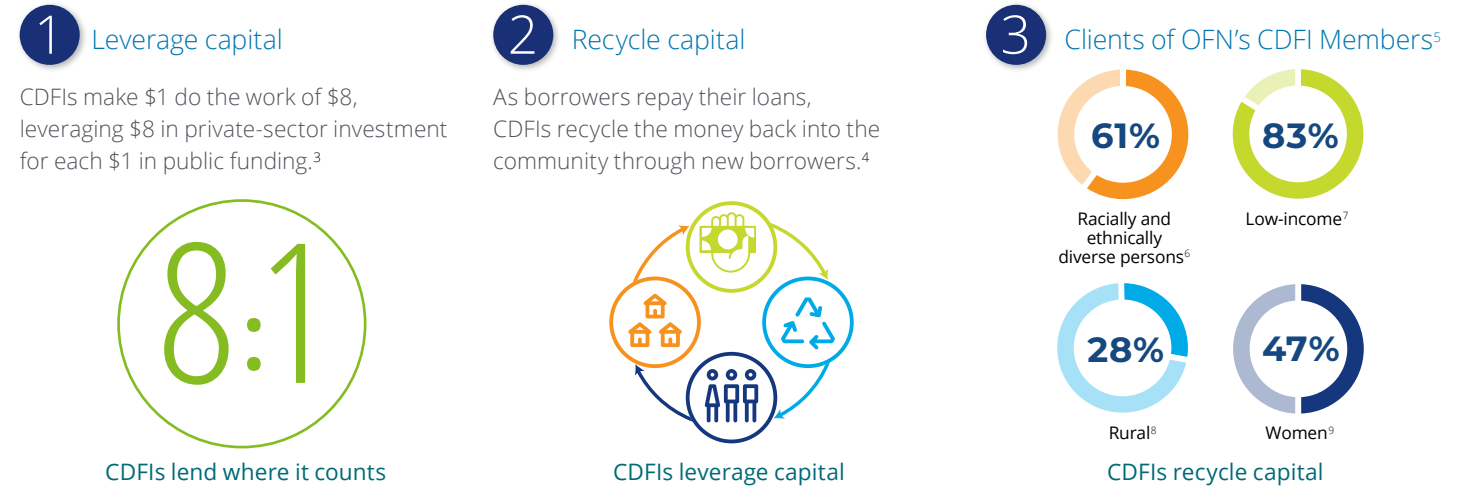 1 Leverage capital
CDFIs make $1 do the work of $8,
leveraging $8 in private-sector investment
for each $1 in public funding.³
8:1
CDFIs lend where it counts
2 Recycle capital
As borrowers repay their loans,
CDFIs recycle the money back into the
community through new borrowers.⁴
CDFIs leverage capital
3 Clients of OFN’s CDFI Members⁵
61%
Racially and
ethnically
diverse persons⁶
83%
Low-income⁷
28%
Rural⁸
47%
Women⁹
CDFIs recycle capital